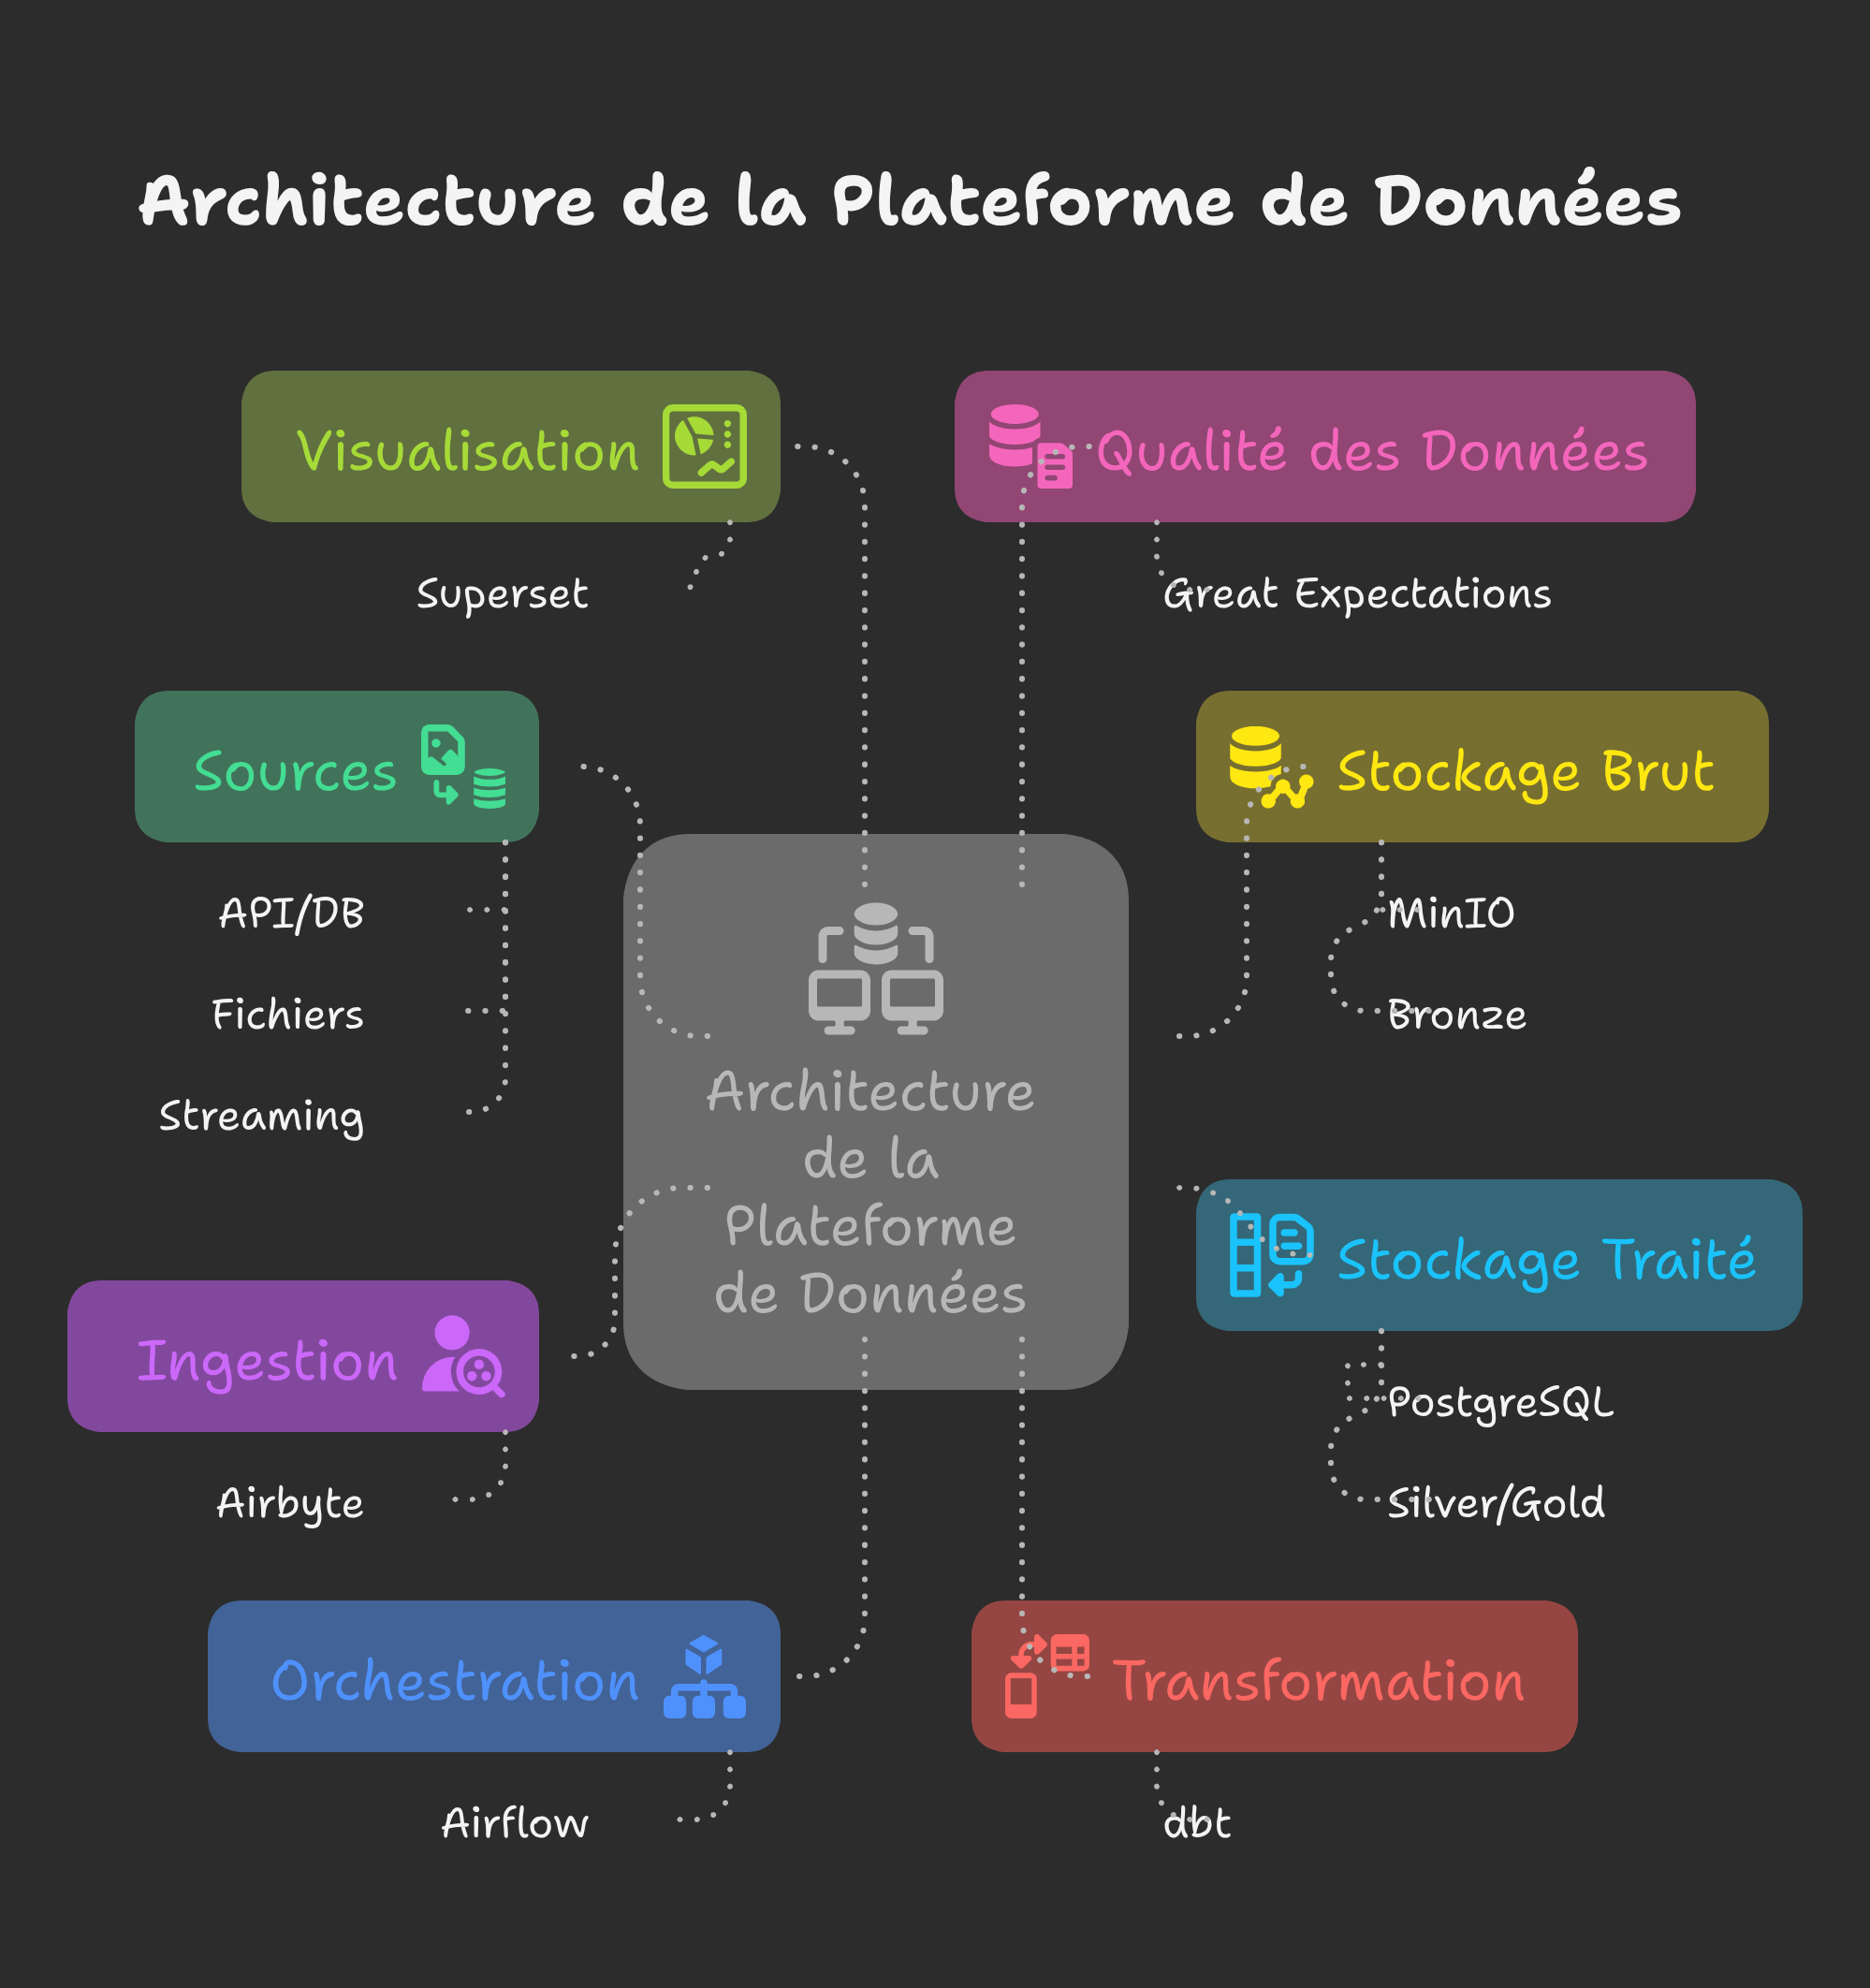 Architecture de la Plateforme de Données
Visualisation
Superset
Qualité des Données
Great Expectations
Sources
API/DB
Fichiers
Streaming
Stockage Brut
MinIO
Bronze
Architecture
de la
Plateforme
de Données
Ingestion
Airbyte
Stockage Traité
PostgreSQL
Silver/Gold
Orchestration
Airflow
Transformation
dbt